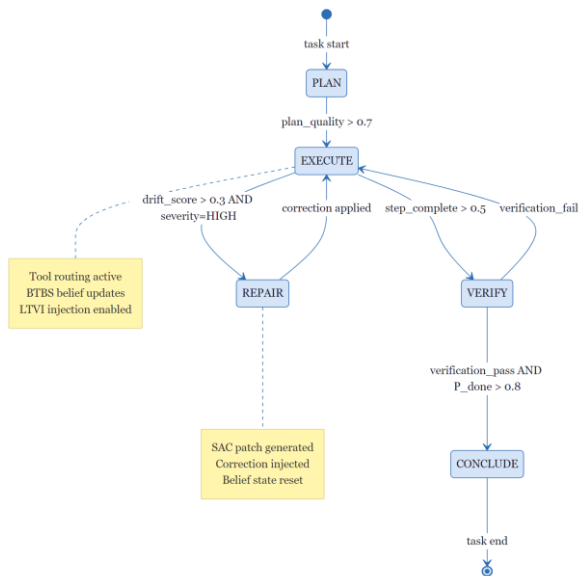 task start
PLAN
plan_quality > 0.7
EXECUTE
drift_score > 0.3 AND
severity=HIGH
correction applied
step_complete > 0.5
verification_fail
Tool routing active
BTBS belief updates
LTVI injection enabled
REPAIR
VERIFY
verification_pass AND
P_done > 0.8
SAC patch generated
Correction injected
Belief state reset
CONCLUDE
task end